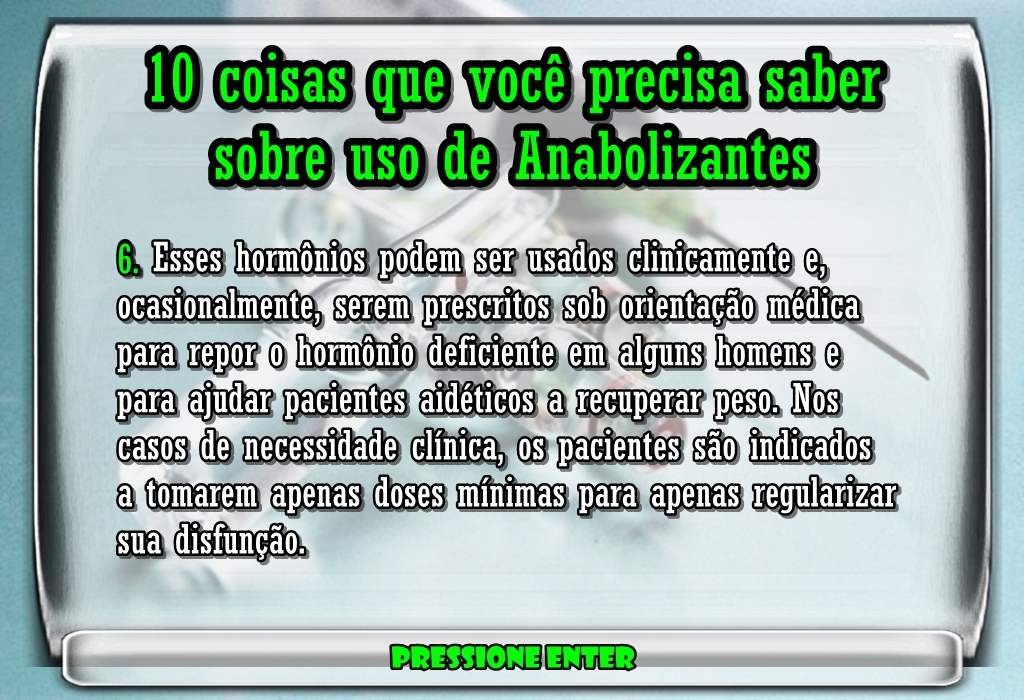 10 coisas que você precisa saber
sobre uso de Anabolizantes
6. Esses hormônios podem ser usados clinicamente e,
ocasionalmente, serem prescritos sob orientação médica
para repor o hormônio deficiente em alguns homens e
para ajudar pacientes aidéticos a recuperar peso. Nos
casos de necessidade clínica, os pacientes são indicados
a tomarem apenas doses mínimas para apenas regularizar
sua disfunção.
PRESSIONE ENTER